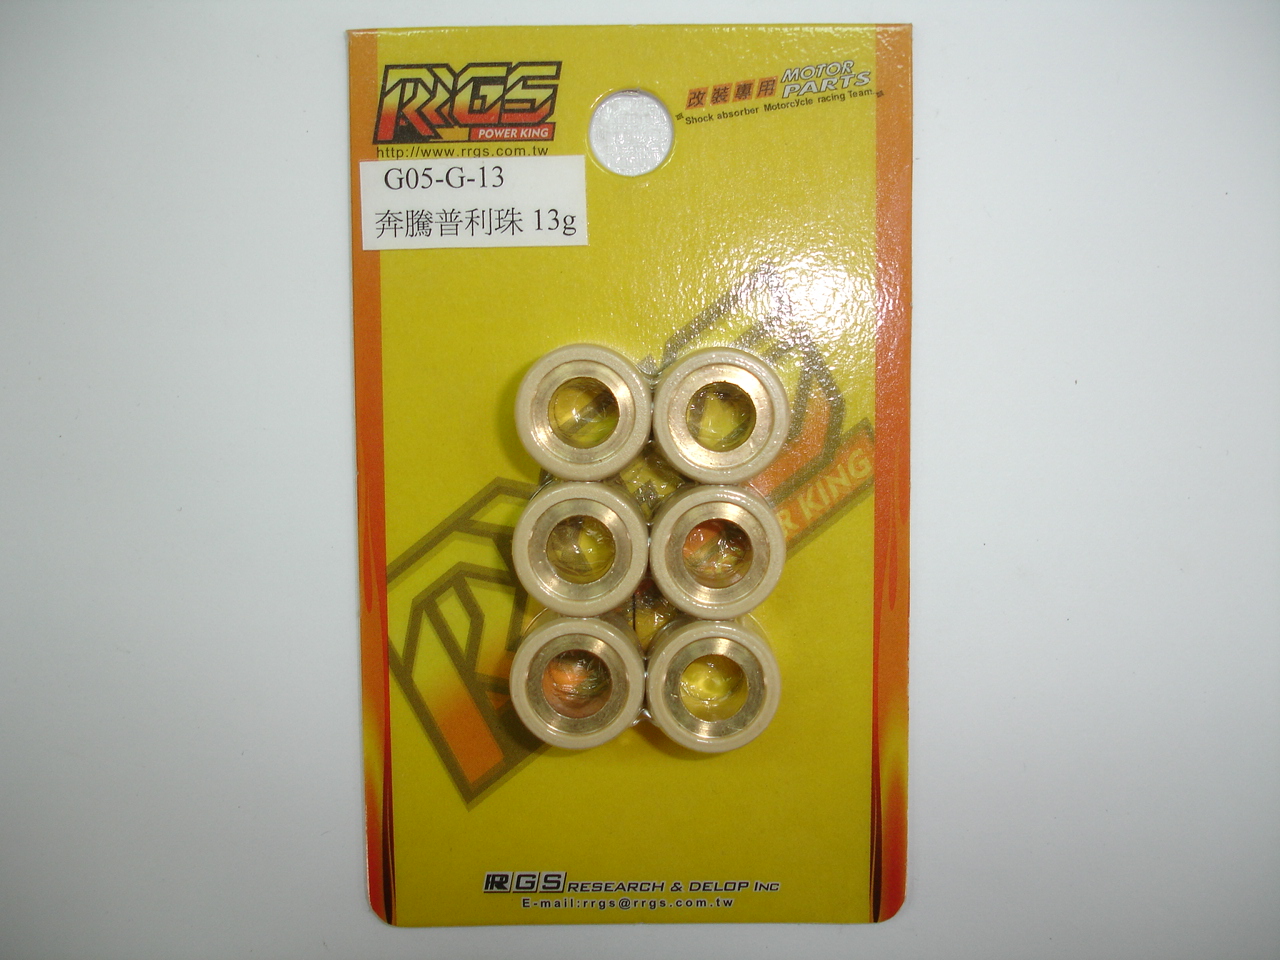 RRGS
POWER KING
http://www.rrgs.com.tw
改裝專用 MOTOR PARTS
Shock absorber Motorcycle racing Team
G05-G-13
奔騰普利珠 13g
R KING
RRGS RESEARCH & DELOP INC
E-mail:rrgs@rrgs.com.tw